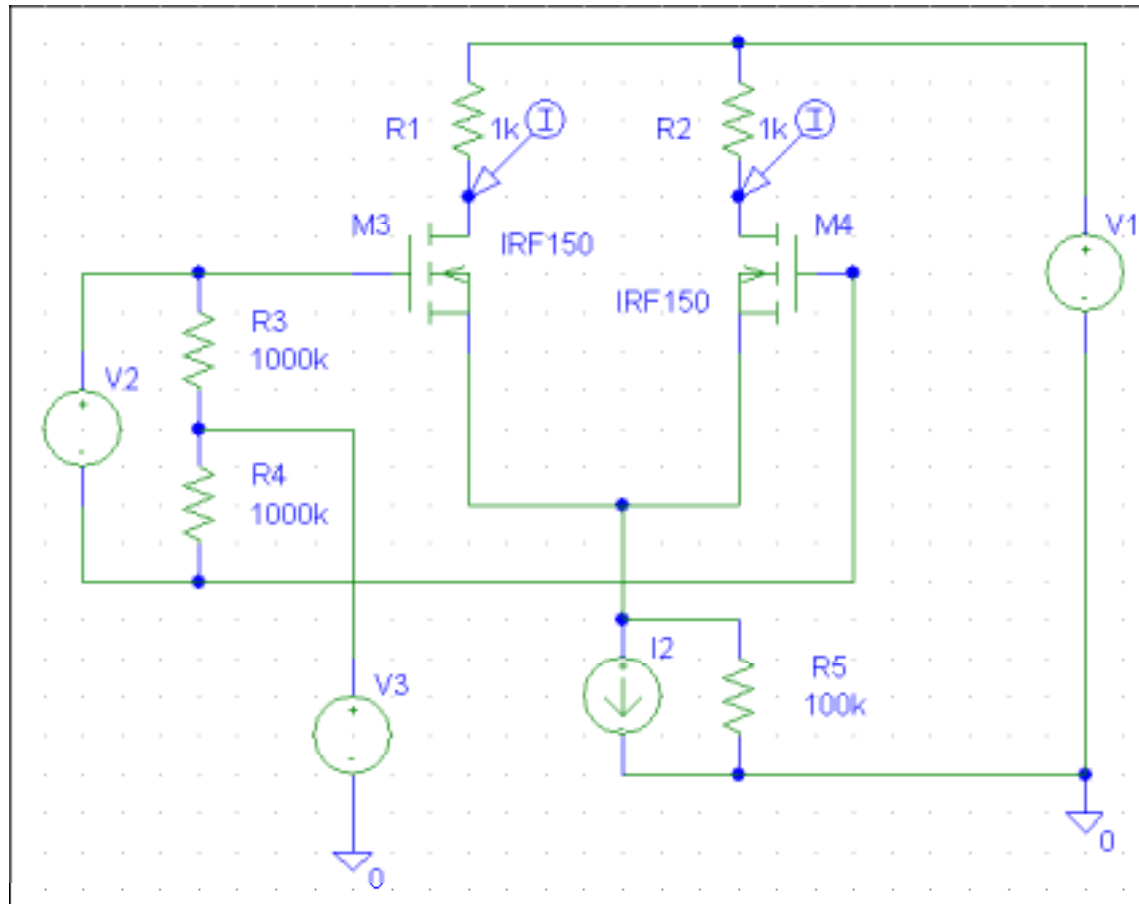 R1
1k
I
R2
1k
I
M3
IRF150
M4
IRF150
V1
+
-
R3
1000k
V2
+
-
R4
1000k
V3
+
-
I2
R5
100k
0
0